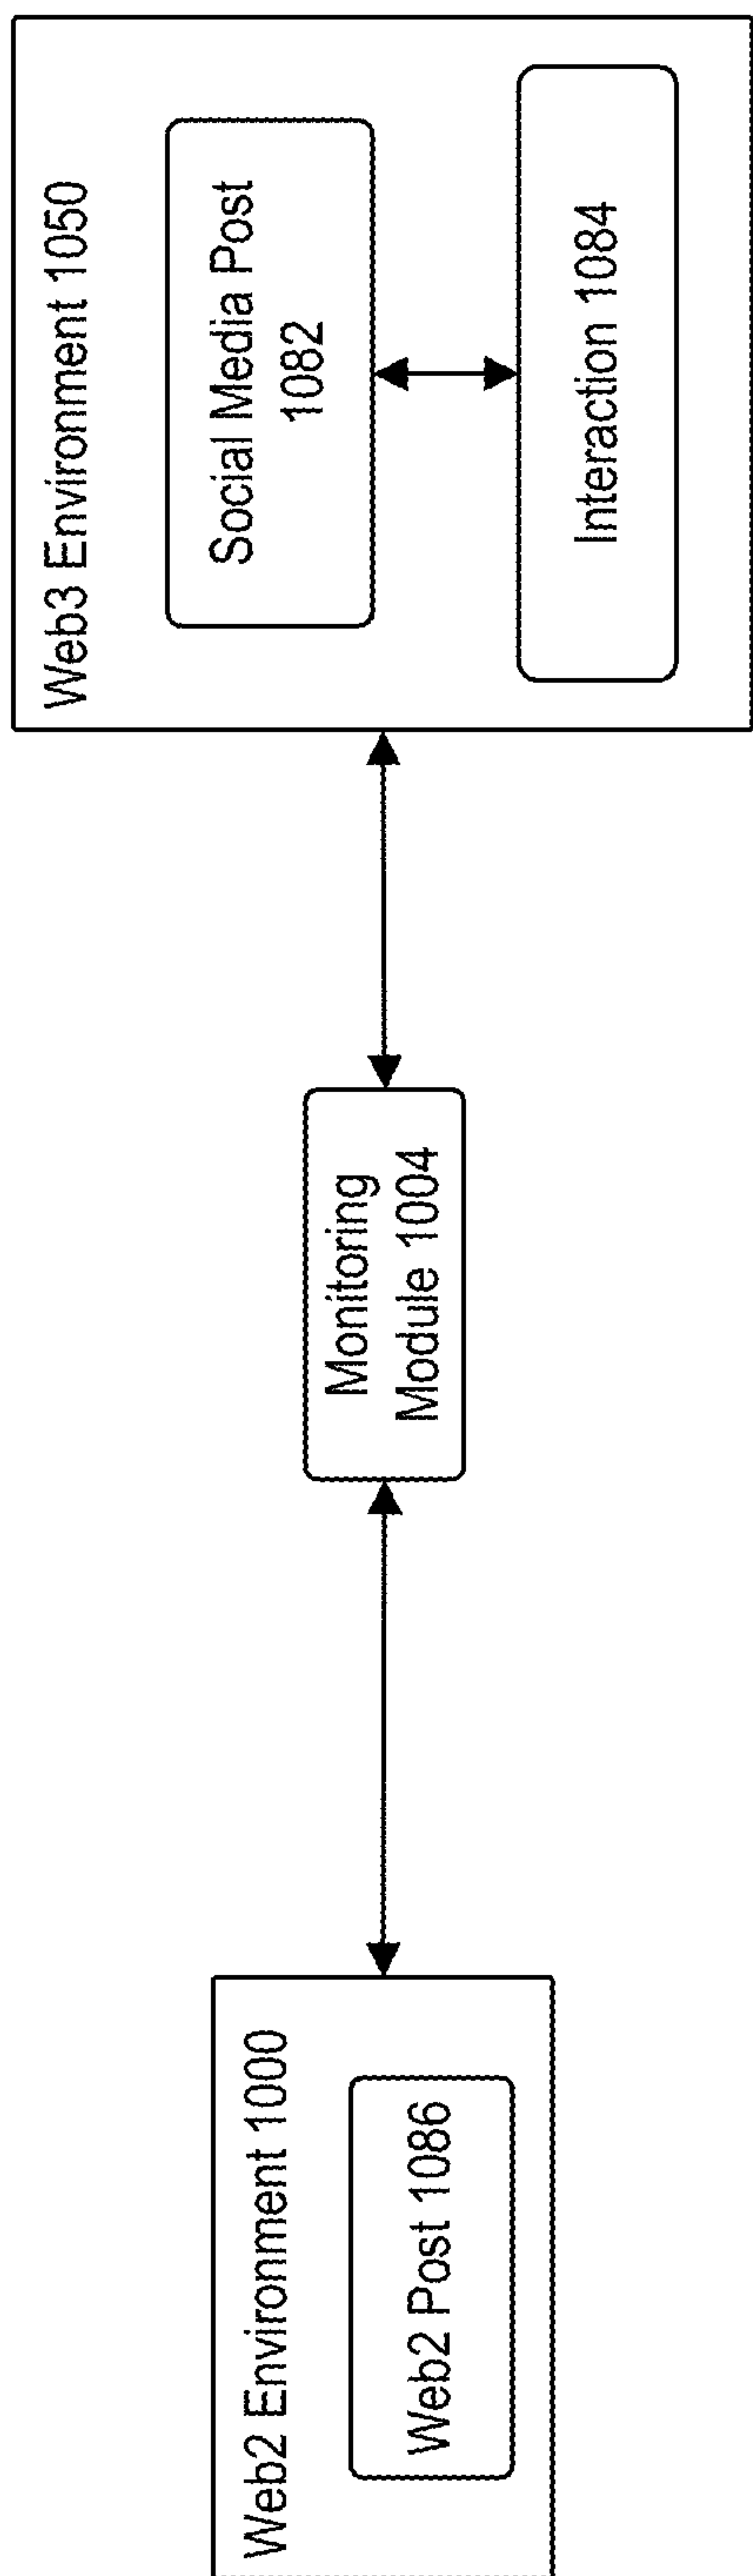 Web2 Environment 1000
Web2 Post 1086
Monitoring
Module 1004
Web3 Environment 1050
Social Media Post
1082
Interaction 1084